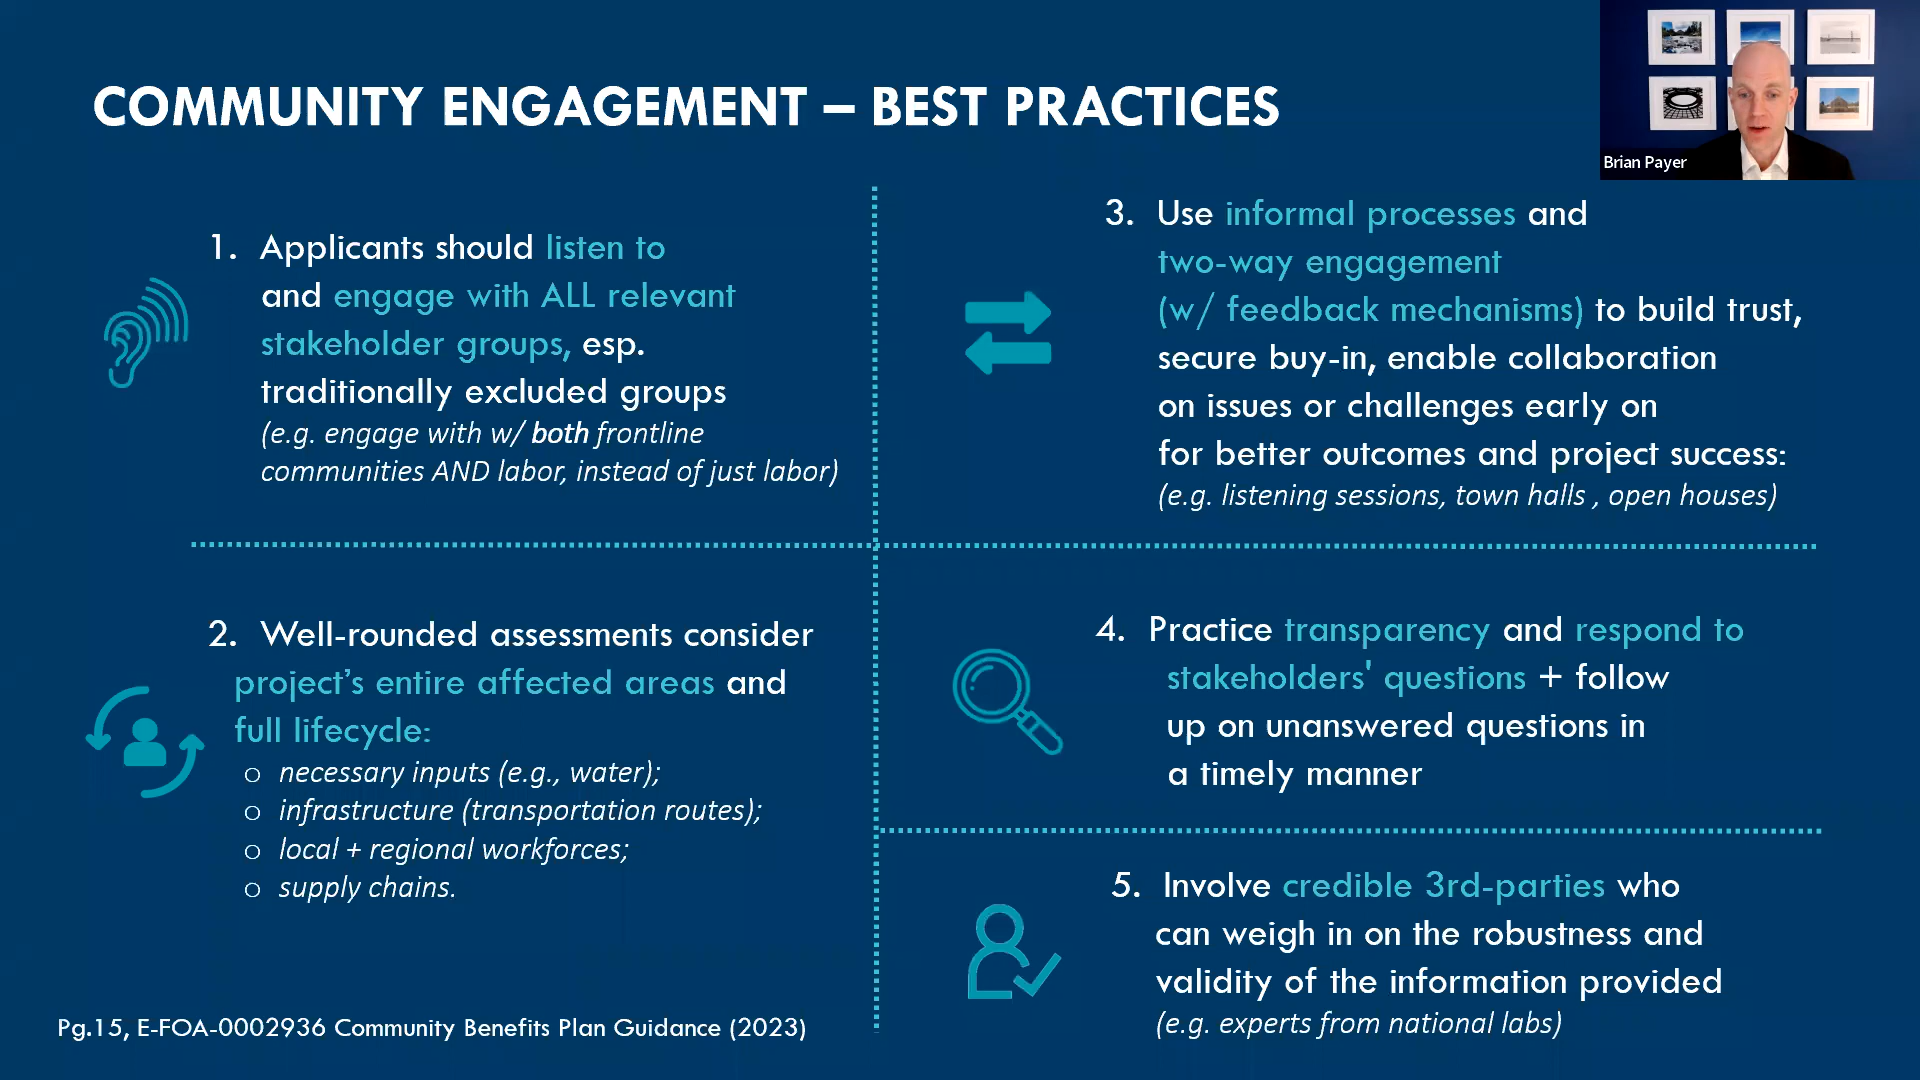 COMMUNITY ENGAGEMENT – BEST PRACTICES
Brian Payer
1. Applicants should listen to
and engage with ALL relevant
stakeholder groups, esp.
traditionally excluded groups
(e.g. engage with w/ both frontline
communities AND labor, instead of just labor)
2. Well-rounded assessments consider
project’s entire affected areas and
full lifecycle:
o necessary inputs (e.g., water);
o infrastructure (transportation routes);
o local + regional workforces;
o supply chains.
3. Use informal processes and
two-way engagement
(w/ feedback mechanisms) to build trust,
secure buy-in, enable collaboration
on issues or challenges early on
for better outcomes and project success:
(e.g. listening sessions, town halls , open houses)
4. Practice transparency and respond to
stakeholders' questions + follow
up on unanswered questions in
a timely manner
5. Involve credible 3rd-parties who
can weigh in on the robustness and
validity of the information provided
(e.g. experts from national labs)
Pg.15, E-FOA-0002936 Community Benefits Plan Guidance (2023)